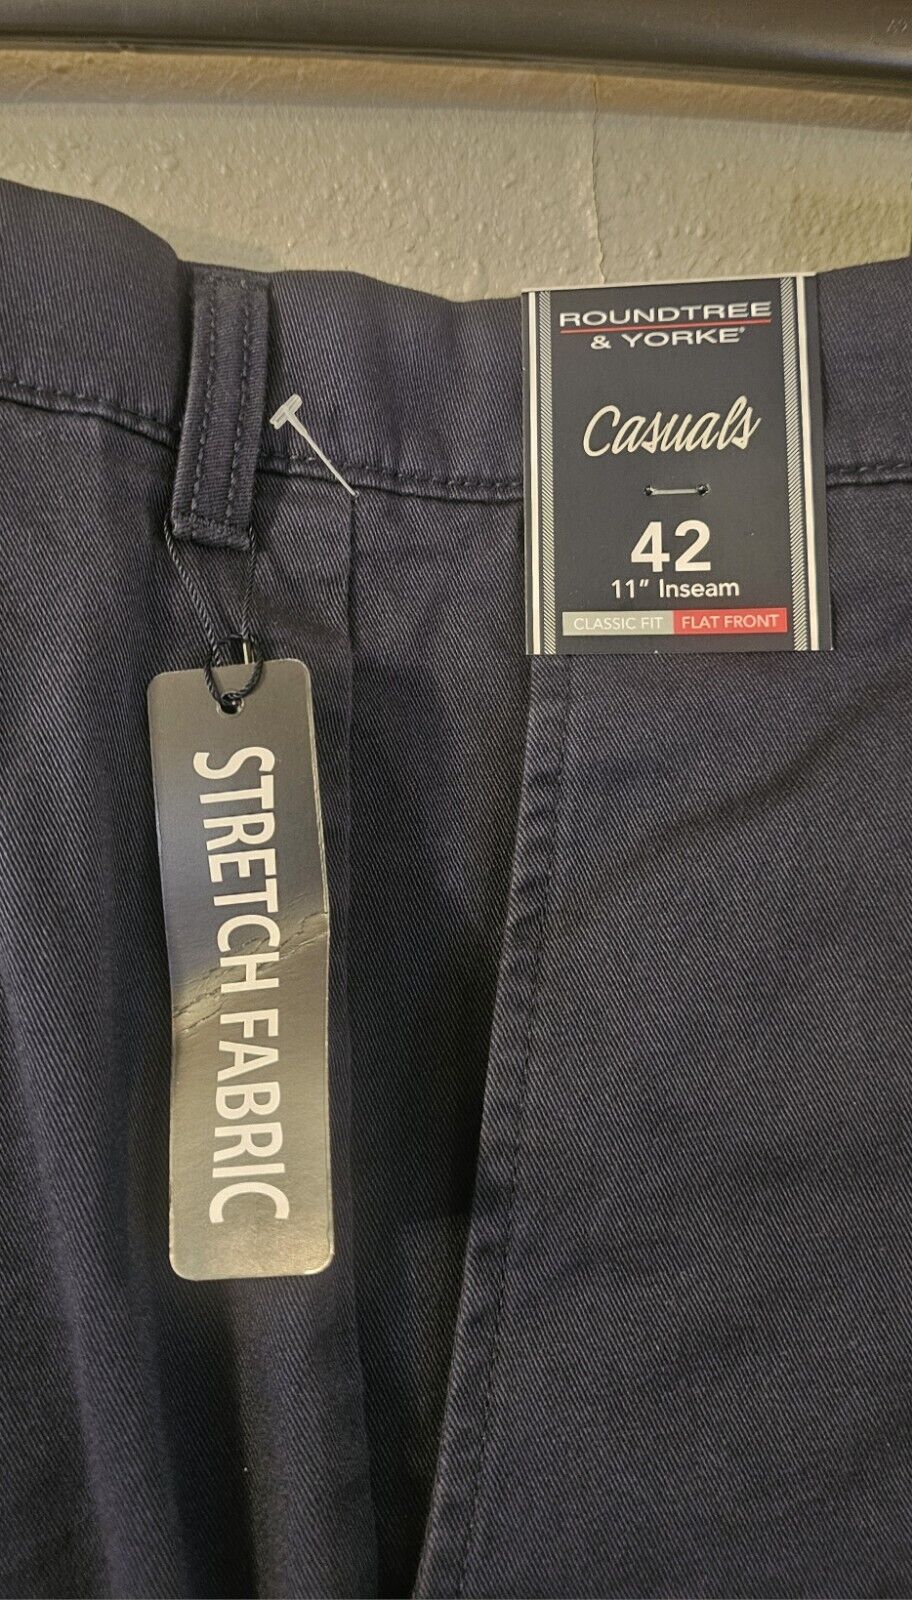 ROUNDTREE
& YORKE®
Casuals
42
11" Inseam
CLASSIC FIT FLAT FRONT
STRETCH FABRIC